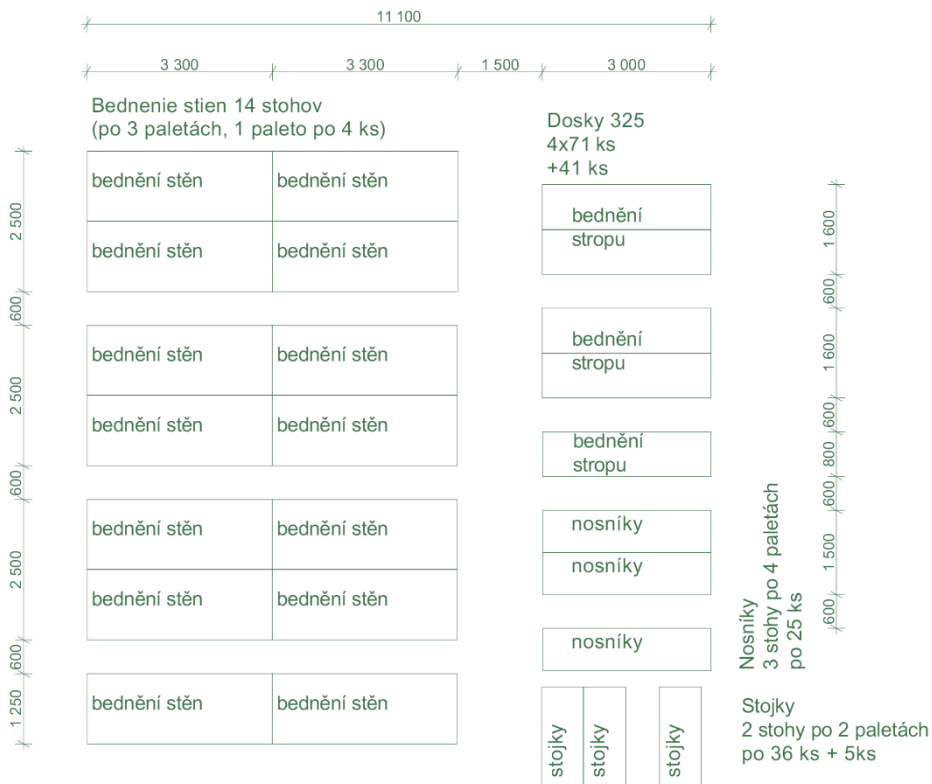 11 100
3 300
3 300
1 500
3 000
Bednenie stien 14 stohov
(po 3 paletách, 1 paleto po 4 ks)
Dosky 325
4x71 ks
+41 ks
2 500
600
2 500
600
2 500
600
1 250
bednění stěn
bednění stěn
bednění stěn
bednění stěn
bednění stěn
bednění stěn
bednění stěn
bednění stěn
bednění stěn
bednění stěn
bednění stěn
bednění stěn
bednění stěn
bednění stěn
bednění
stropu
bednění
stropu
bednění
stropu
nosníky
nosníky
nosníky
stojky
stojky
stojky
1 600
600
1 600
600
800
600
1 500
600
Nosníky
3 stohy po 4 paletách
po 25 ks
Stojky
2 stohy po 2 paletách
po 36 ks + 5ks